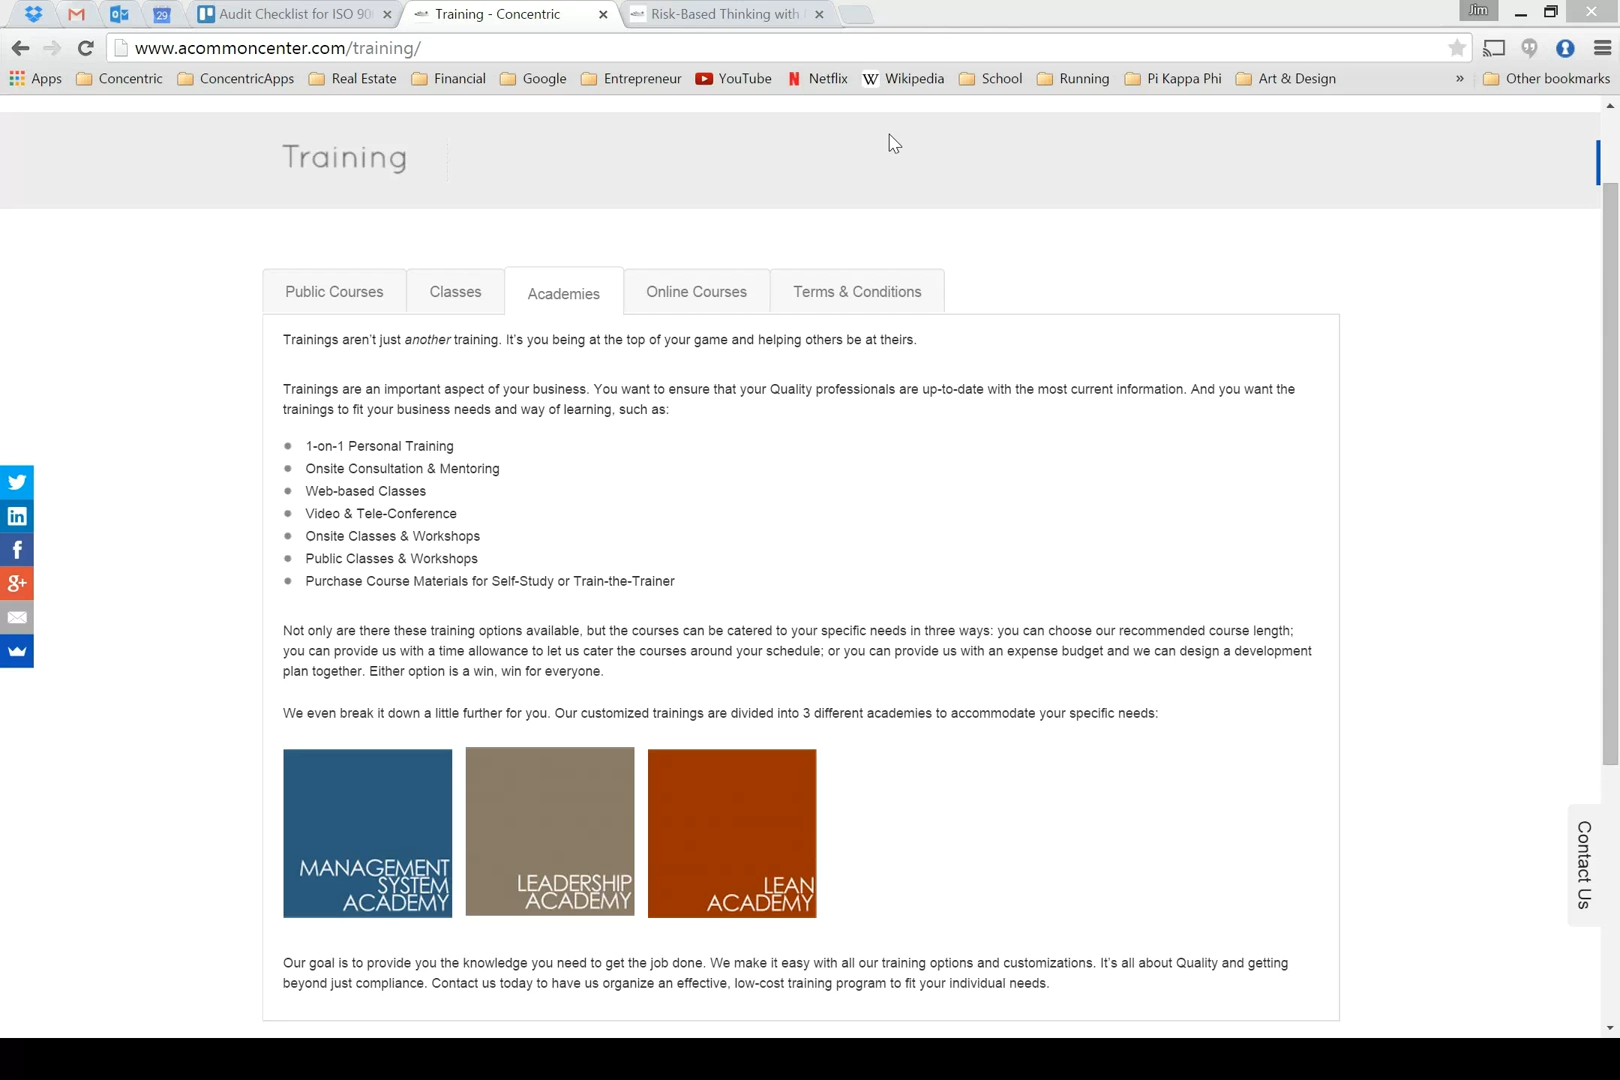 Audit Checklist for ISO 90
Training - Concentric
Risk-Based Thinking with
Jim
29
www.acommoncenter.com/training/
Apps Concentric ConcentricApps Real Estate Financial Google Entrepreneur YouTube Netflix Wikipedia School Running Pi Kappa Phi Art & Design » Other bookmarks
Training
Public Courses Classes Academies Online Courses Terms & Conditions
Trainings aren't just another training. It's you being at the top of your game and helping others be at theirs.
Trainings are an important aspect of your business. You want to ensure that your Quality professionals are up-to-date with the most current information. And you want the
trainings to fit your business needs and way of learning, such as:
1-on-1 Personal Training
Onsite Consultation & Mentoring
Web-based Classes
Video & Tele-Conference
Onsite Classes & Workshops
Public Classes & Workshops
Purchase Course Materials for Self-Study or Train-the-Trainer
Not only are there these training options available, but the courses can be catered to your specific needs in three ways: you can choose our recommended course length;
you can provide us with a time allowance to let us cater the courses around your schedule; or you can provide us with an expense budget and we can design a development
plan together. Either option is a win, win for everyone.
We even break it down a little further for you. Our customized trainings are divided into 3 different academies to accommodate your specific needs:
MANAGEMENT
SYSTEM
ACADEMY
LEADERSHIP
ACADEMY
LEAN
ACADEMY
Our goal is to provide you the knowledge you need to get the job done. We make it easy with all our training options and customizations. It's all about Quality and getting
beyond just compliance. Contact us today to have us organize an effective, low-cost training program to fit your individual needs.
Contact Us